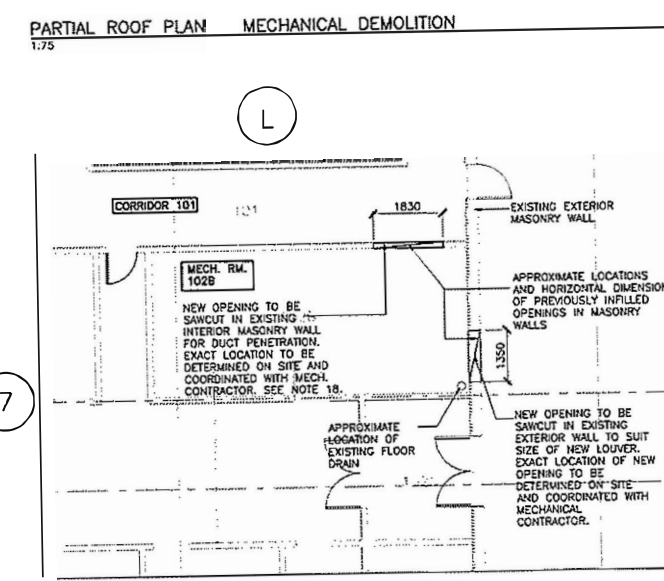 PARTIAL ROOF PLAN MECHANICAL DEMOLITION
1:75
L
CORRIDOR 101
121
1830
EXISTING EXTERIOR
MASONRY WALL
MECH. RM.
102B
NEW OPENING TO BE
SAWCUT IN EXISTING
INTERIOR MASONRY WALL
FOR DUCT PENETRATION.
EXACT LOCATION TO BE
DETERMINED ON SITE AND
COORDINATED WITH MECH.
CONTRACTOR. SEE NOTE 18.
APPROXIMATE LOCATIONS
AND HORIZONTAL DIMENSION
OF PREVIOUSLY INFILLED
OPENINGS IN MASONRY
WALLS
1350
7
APPROXIMATE
LOCATION OF
EXISTING FLOOR
DRAIN
NEW OPENING TO BE
SAWCUT IN EXISTING
EXTERIOR WALL TO SUIT
SIZE OF NEW LOUVER.
EXACT LOCATION OF NEW
OPENING TO BE
DETERMINED ON SITE
AND COORDINATED WITH
MECHANICAL
CONTRACTOR.